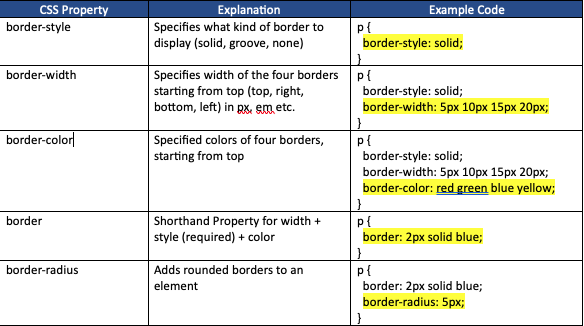 CSS Property Explanation Example Code
border-style Specifies what kind of border to p {
display (solid, groove, none) border-style: solid;
}
border-width Specifies width of the four borders p {
starting from top (top, right, border-style: solid;
bottom, left) in px, em etc. border-width: 5px 10px 15px 20px;
}
border-color Specified colors of four borders, p {
starting from top border-style: solid;
border-width: 5px 10px 15px 20px;
border-color: red green blue yellow;
}
border Shorthand Property for width + p {
style (required) + color border: 2px solid blue;
}
border-radius Adds rounded borders to an p {
element border: 2px solid blue;
border-radius: 5px;
}